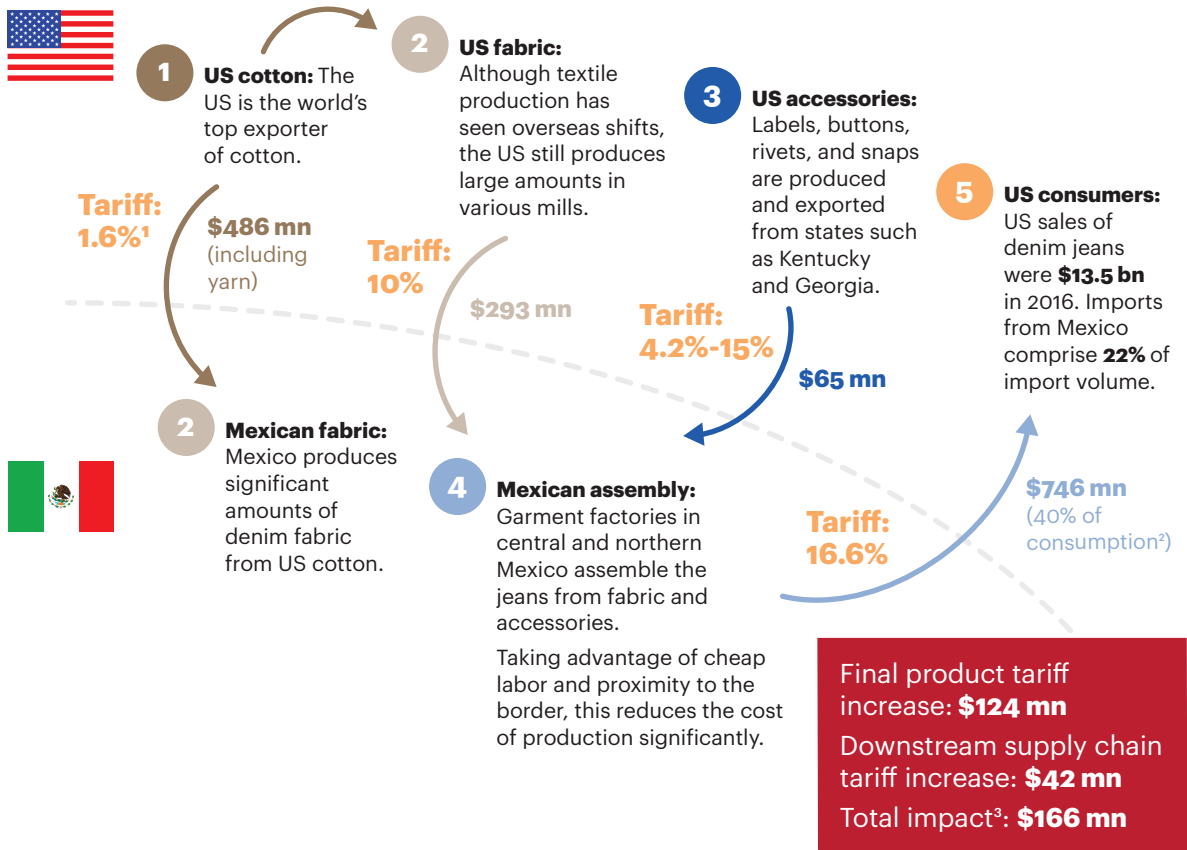 1
US cotton: The
US is the world’s
top exporter
of cotton.
2
US fabric:
Although textile
production has
seen overseas shifts,
the US still produces
large amounts in
various mills.
3
US accessories:
Labels, buttons,
rivets, and snaps
are produced
and exported
from states such
as Kentucky
and Georgia.
5
US consumers:
US sales of
denim jeans
were $13.5 bn
in 2016. Imports
from Mexico
comprise 22% of
import volume.
Tariff:
1.6%¹
$486 mn
(including
yarn)
Tariff:
10%
$293 mn
Tariff:
4.2%-15%
$65 mn
2
Mexican fabric:
Mexico produces
significant
amounts of
denim fabric
from US cotton.
4
Mexican assembly:
Garment factories in
central and northern
Mexico assemble the
jeans from fabric and
accessories.
Taking advantage of cheap
labor and proximity to the
border, this reduces the cost
of production significantly.
Tariff:
16.6%
$746 mn
(40% of
consumption²)
Final product tariff
increase: $124 mn
Downstream supply chain
tariff increase: $42 mn
Total impact³: $166 mn